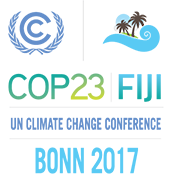 COP23 FIJI
UN CLIMATE CHANGE CONFERENCE
BONN 2017